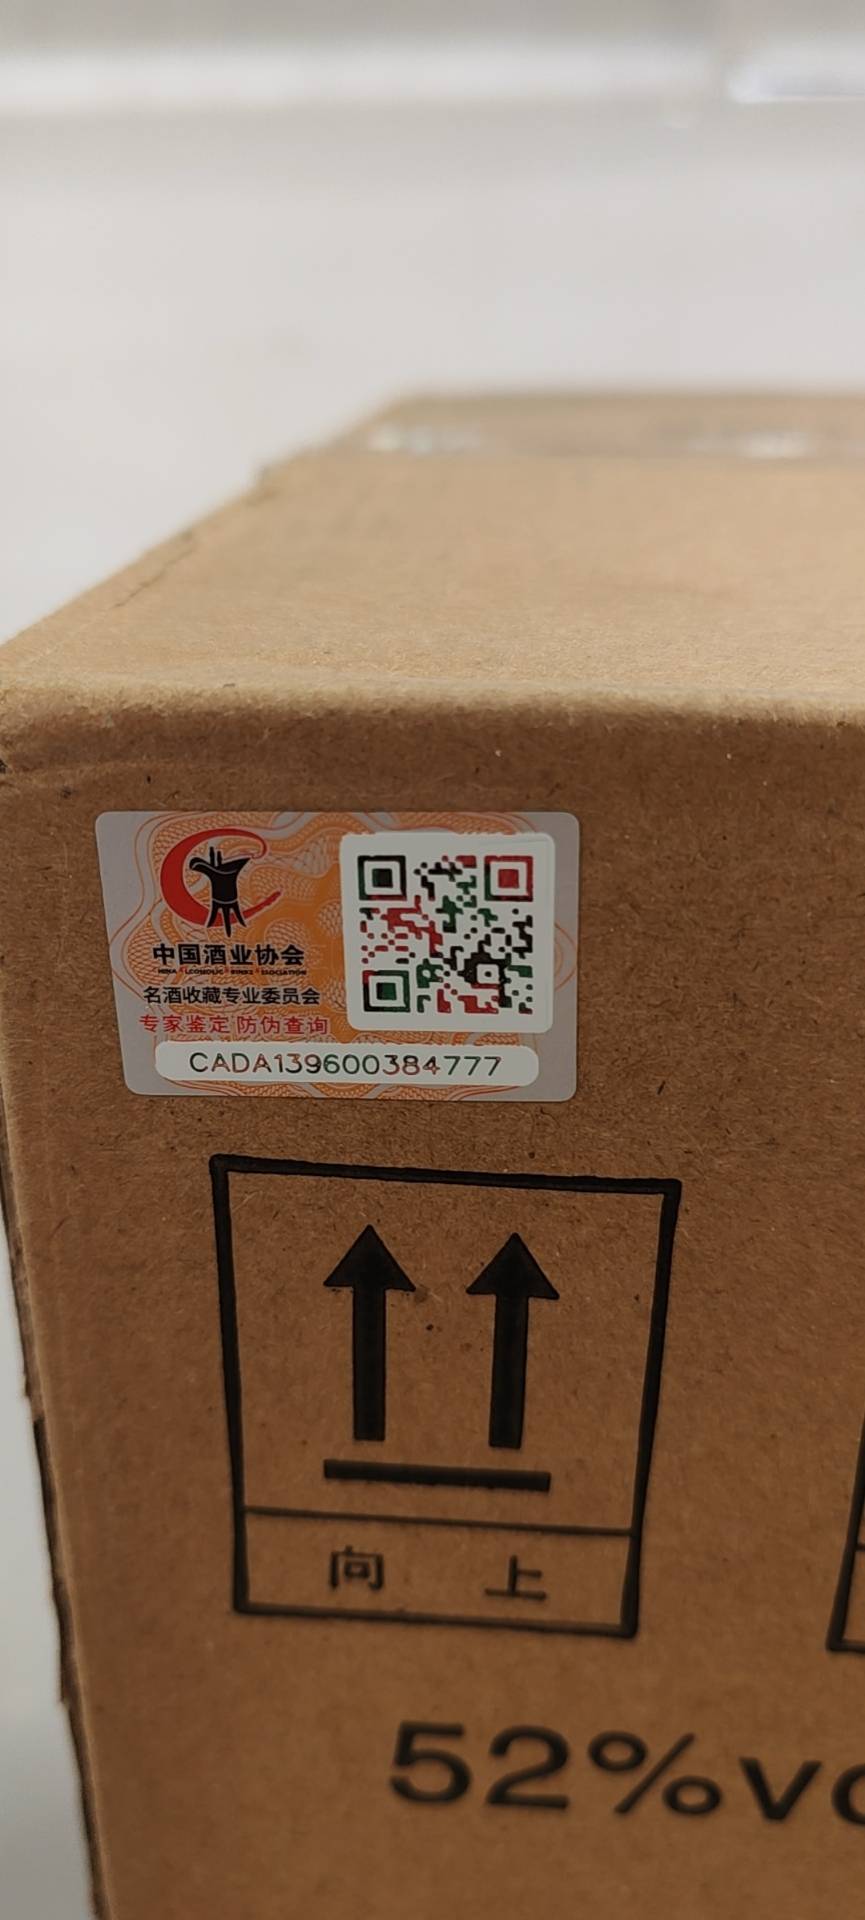 中国酒业协会
名酒收藏专业委员会
专家鉴定 防伪查询
CADA139600384777
向 上
52%vo